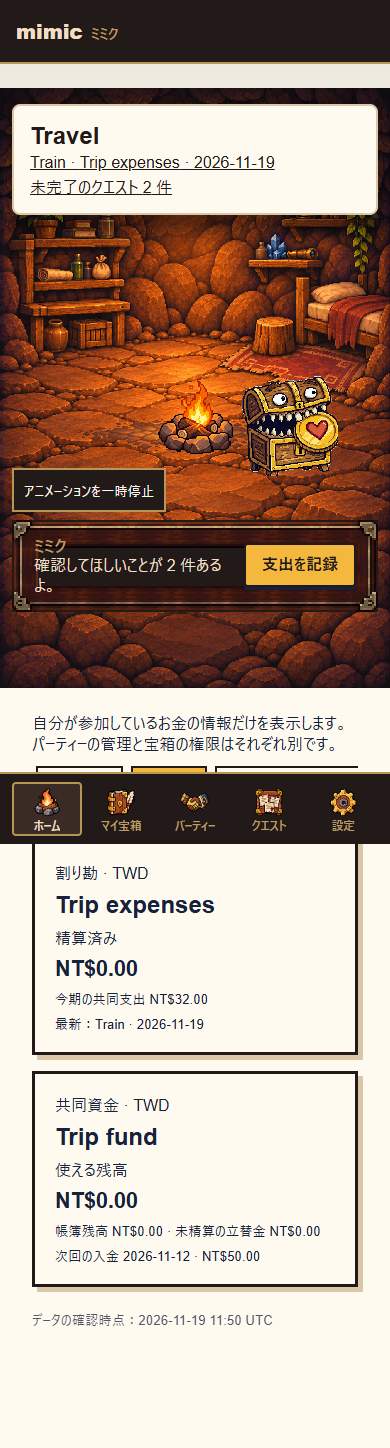 mimic ミミク
Travel
Train · Trip expenses · 2026-11-19
未完了のクエスト 2 件
アニメーションを一時停止
ミミク
確認してほしいことが 2 件ある
よ。
支出を記録
自分が参加しているお金の情報だけを表示します。
パーティーの管理と宝箱の権限はそれぞれ別です。
ホーム
マイ宝箱
パーティー
クエスト
設定
割り勘 · TWD
Trip expenses
精算済み
NT$0.00
今期の共同支出 NT$32.00
最新：Train · 2026-11-19
共同資金 · TWD
Trip fund
使える残高
NT$0.00
帳簿残高 NT$0.00 · 未精算の立替金 NT$0.00
次回の入金 2026-11-12 · NT$50.00
データの確認時点：2026-11-19 11:50 UTC